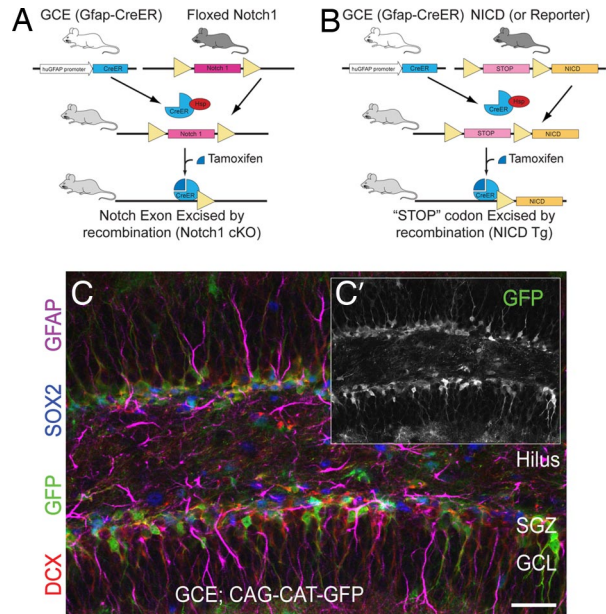 A
GCE (Gfap-CreER)
Floxed Notch1
huGFAP promoter
CreER
Notch 1
CreER
Hsp
Notch 1
Tamoxifen
CreER
Notch Exon Excised by
recombination (Notch1 cKO)
B
GCE (Gfap-CreER)
NICD (or Reporter)
huGFAP promoter
CreER
STOP
NICD
CreER
Hsp
STOP
NICD
Tamoxifen
CreER
NICD
“STOP” codon Excised by
recombination (NICD Tg)
C
C′
GFP
GFAP
SOX2
GFP
DCX
Hilus
SGZ
GCL
GCE; CAG-CAT-GFP